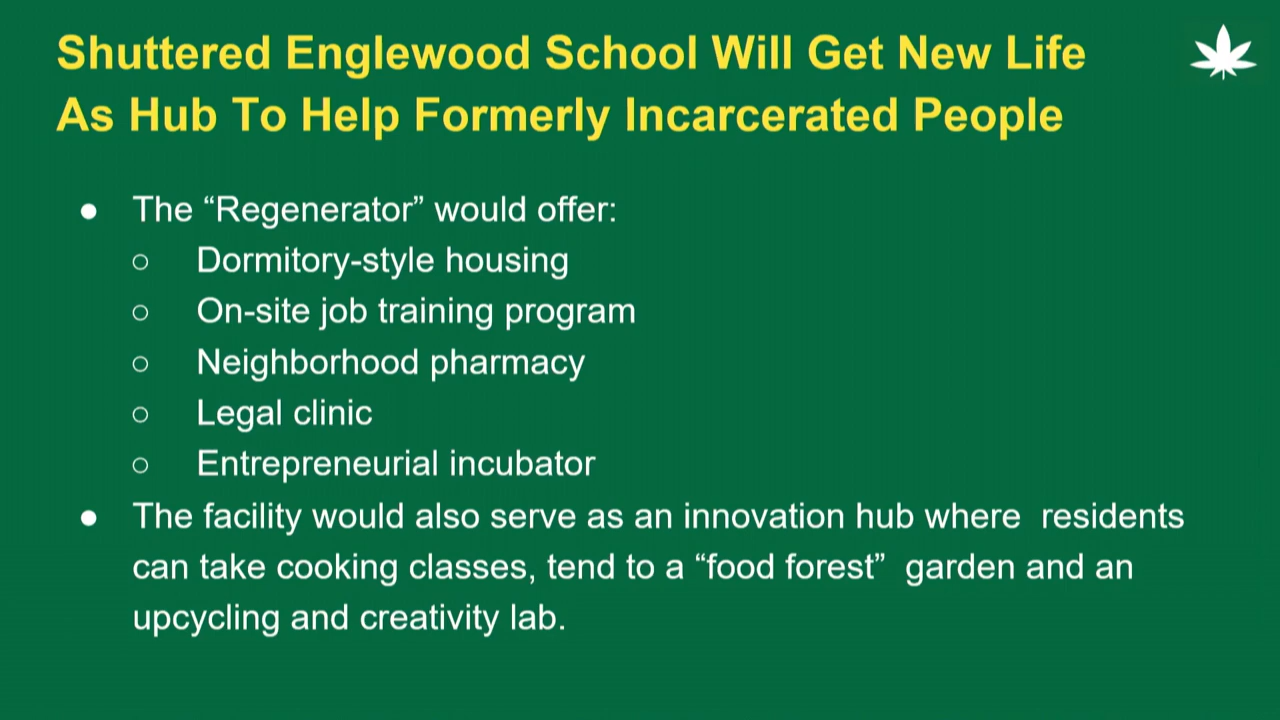 Shuttered Englewood School Will Get New Life
As Hub To Help Formerly Incarcerated People
● The “Regenerator” would offer:
○ Dormitory-style housing
○ On-site job training program
○ Neighborhood pharmacy
○ Legal clinic
○ Entrepreneurial incubator
● The facility would also serve as an innovation hub where  residents
can take cooking classes, tend to a “food forest”  garden and an
upcycling and creativity lab.